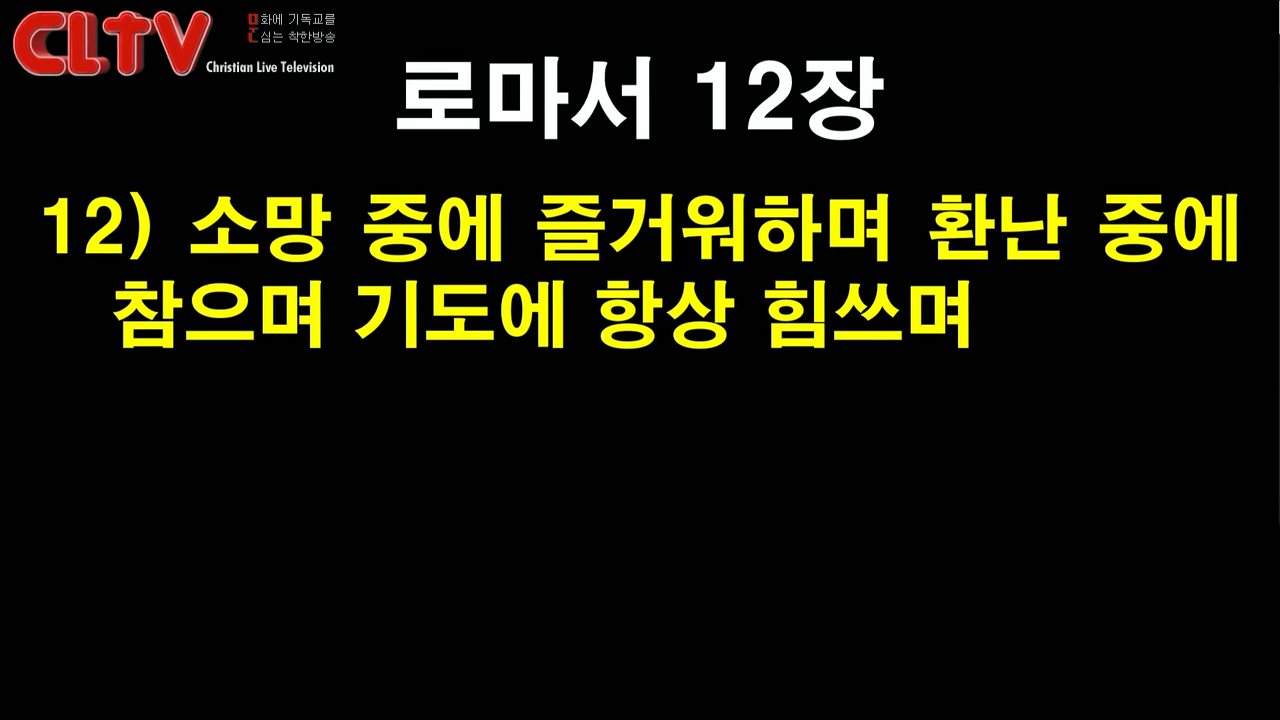 CLTV
문화에 기독교를
심는 착한방송
Christian Live Television
로마서 12장
12) 소망 중에 즐거워하며 환난 중에
참으며 기도에 항상 힘쓰며